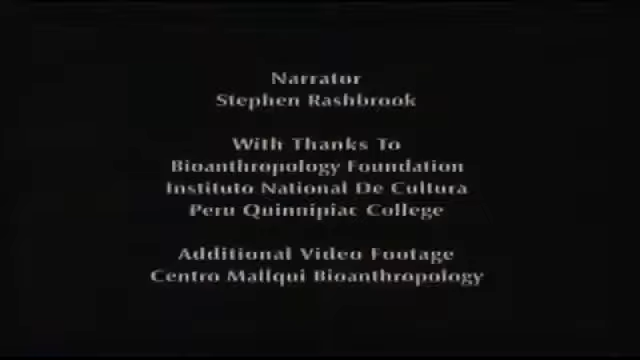 Narrator
Stephen Rashbrook
With Thanks To
Bioanthropology Foundation
Instituto National De Cultura
Peru Quinnipiac College
Additional Video Footage
Centro Mallqui Bioanthropology